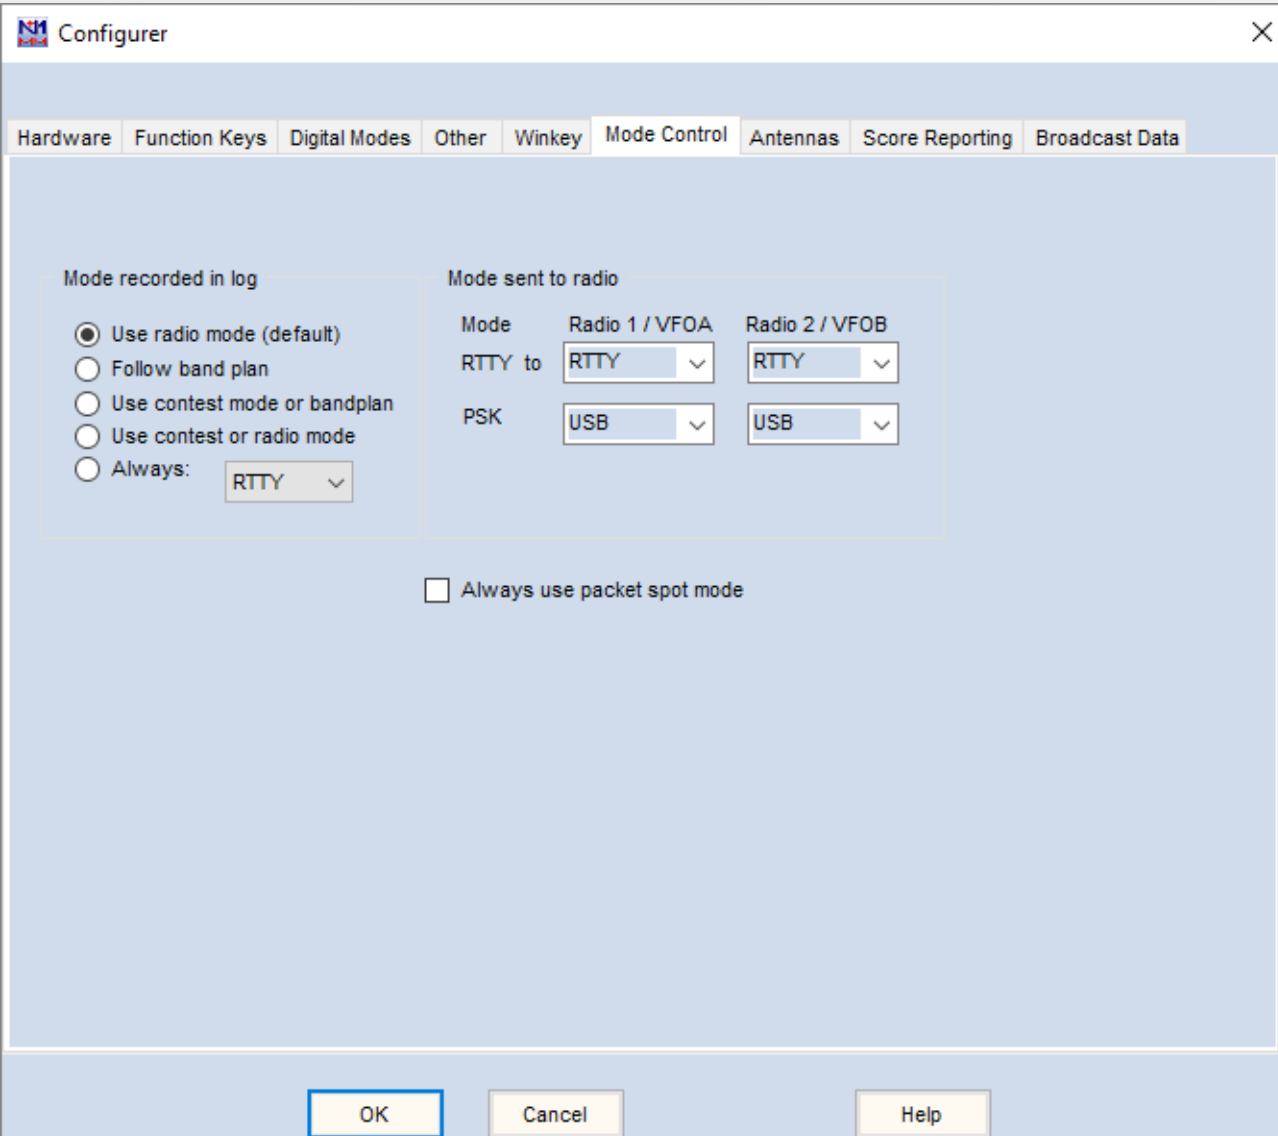 Configurer
Hardware Function Keys Digital Modes Other Winkey Mode Control Antennas Score Reporting Broadcast Data
Mode recorded in log
Use radio mode (default)
Follow band plan
Use contest mode or bandplan
Use contest or radio mode
Always: RTTY
Mode sent to radio
Mode Radio 1 / VFOA Radio 2 / VFOB
RTTY to RTTY RTTY
PSK USB USB
Always use packet spot mode
OK Cancel Help